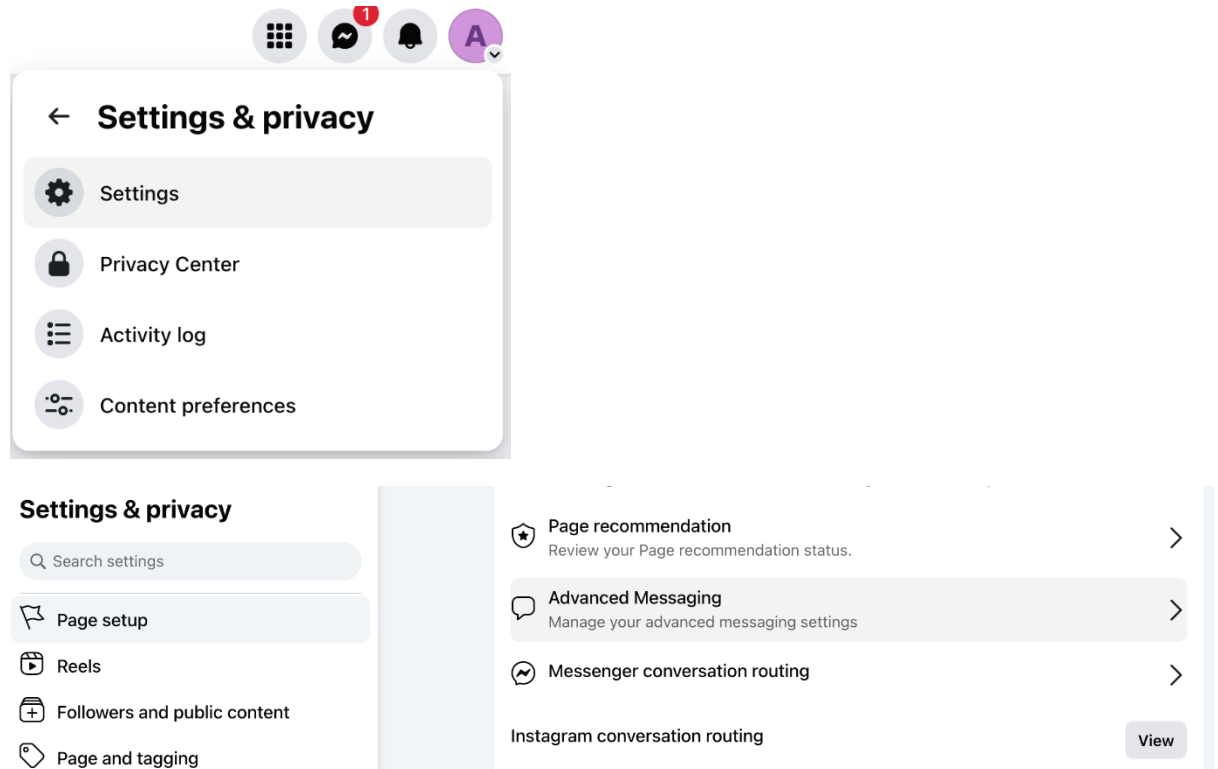 1
A
Settings & privacy
Settings
Privacy Center
Activity log
Content preferences
Settings & privacy
Search settings
Page setup
Reels
Followers and public content
Page and tagging
Page recommendation
Review your Page recommendation status.
Advanced Messaging
Manage your advanced messaging settings
Messenger conversation routing
Instagram conversation routing
View